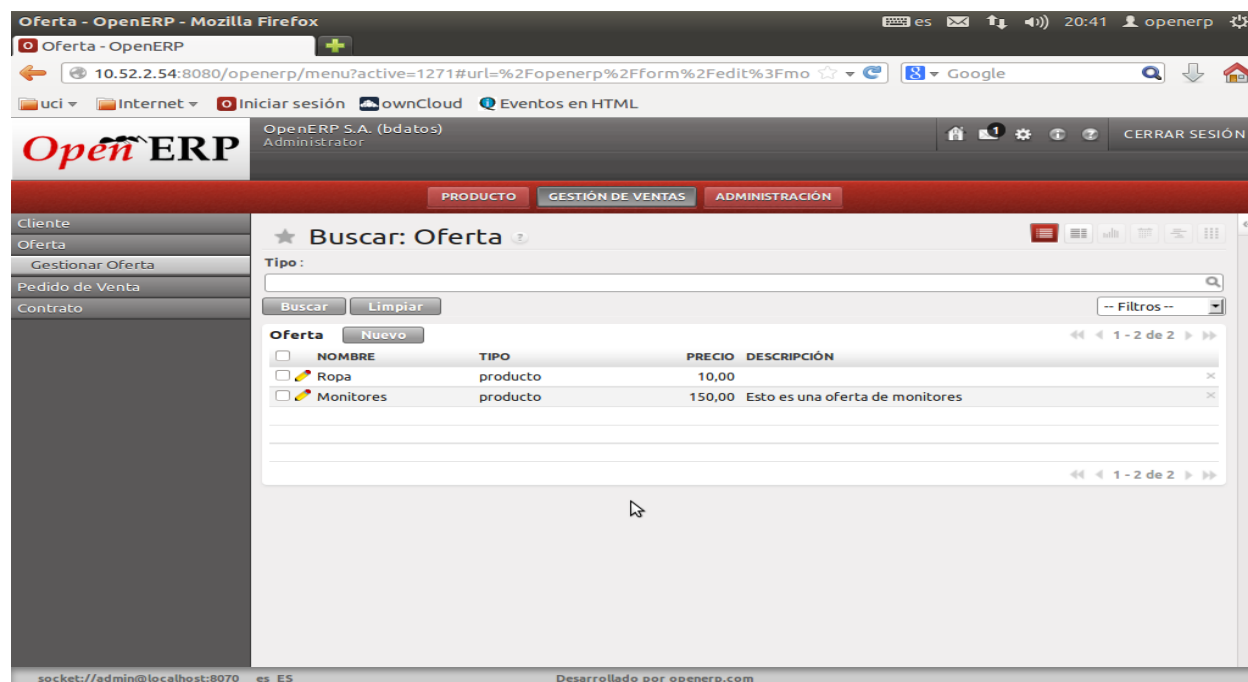 Oferta - OpenERP - Mozilla Firefox
es
20:41
openerp
Oferta - OpenERP
10.52.2.54:8080/openerp/menu?active=1271#url=%2Fopenerp%2Fform%2Fedit%3Fmo
Google
uci
Internet
Iniciar sesión
ownCloud
Eventos en HTML
Open ERP
OpenERP S.A. (bdatos)
Administrator
1
CERRAR SESIÓN
PRODUCTO
GESTIÓN DE VENTAS
ADMINISTRACIÓN
Cliente
Oferta
Gestionar Oferta
Pedido de Venta
Contrato
Buscar: Oferta ?
Tipo :
Buscar
Limpiar
-- Filtros --
Oferta
Nuevo
1 - 2 de 2
NOMBRE TIPO PRECIO DESCRIPCIÓN
Ropa producto 10,00
Monitores producto 150,00 Esto es una oferta de monitores
1 - 2 de 2
socket://admin@localhost:8070
es_ES
Desarrollado por openerp.com